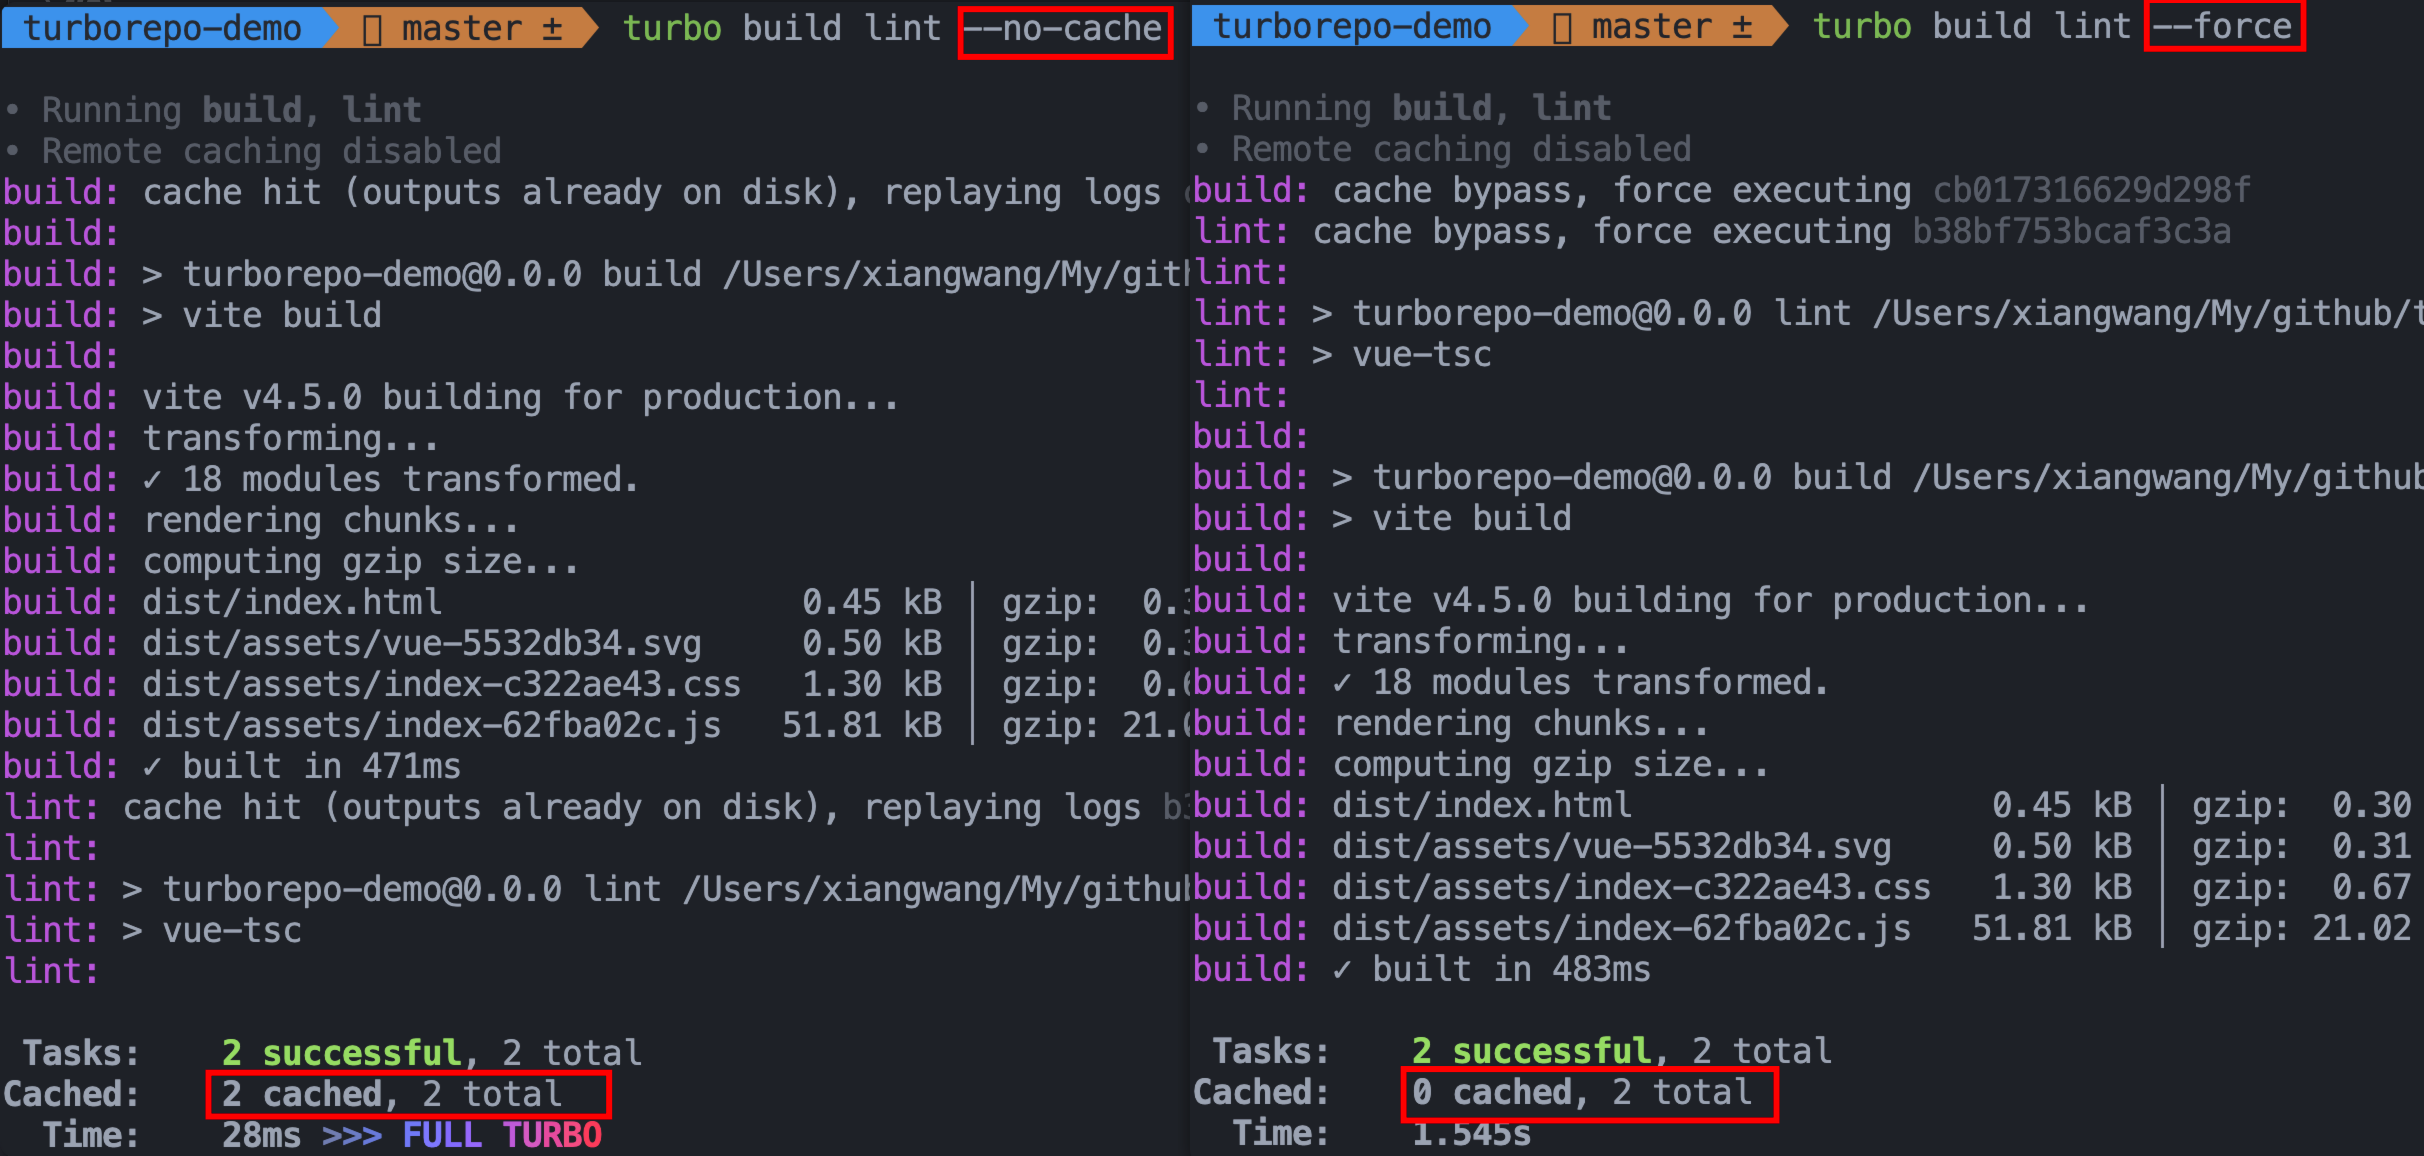 turborepo-demo master ± turbo build lint --no-cache
• Running build, lint
• Remote caching disabled
build: cache hit (outputs already on disk), replaying logs
build:
build: > turborepo-demo@0.0.0 build /Users/xiangwang/My/gith
build: > vite build
build:
build: vite v4.5.0 building for production...
build: transforming...
build: ✓ 18 modules transformed.
build: rendering chunks...
build: computing gzip size...
build: dist/index.html 0.45 kB │ gzip: 0.3
build: dist/assets/vue-5532db34.svg 0.50 kB │ gzip: 0.3
build: dist/assets/index-c322ae43.css 1.30 kB │ gzip: 0.6
build: dist/assets/index-62fba02c.js 51.81 kB │ gzip: 21.0
build: ✓ built in 471ms
lint: cache hit (outputs already on disk), replaying logs b3
lint:
lint: > turborepo-demo@0.0.0 lint /Users/xiangwang/My/github
lint: > vue-tsc
lint:
Tasks: 2 successful, 2 total
Cached: 2 cached, 2 total
Time: 28ms >>> FULL TURBO
turborepo-demo master ± turbo build lint --force
• Running build, lint
• Remote caching disabled
build: cache bypass, force executing cb017316629d298f
lint: cache bypass, force executing b38bf753bcaf3c3a
lint:
lint: > turborepo-demo@0.0.0 lint /Users/xiangwang/My/github/t
lint: > vue-tsc
lint:
build:
build: > turborepo-demo@0.0.0 build /Users/xiangwang/My/github
build: > vite build
build:
build: vite v4.5.0 building for production...
build: transforming...
build: ✓ 18 modules transformed.
build: rendering chunks...
build: computing gzip size...
build: dist/index.html 0.45 kB │ gzip: 0.30
build: dist/assets/vue-5532db34.svg 0.50 kB │ gzip: 0.31
build: dist/assets/index-c322ae43.css 1.30 kB │ gzip: 0.67
build: dist/assets/index-62fba02c.js 51.81 kB │ gzip: 21.02
build: ✓ built in 483ms
Tasks: 2 successful, 2 total
Cached: 0 cached, 2 total
Time: 1.545s